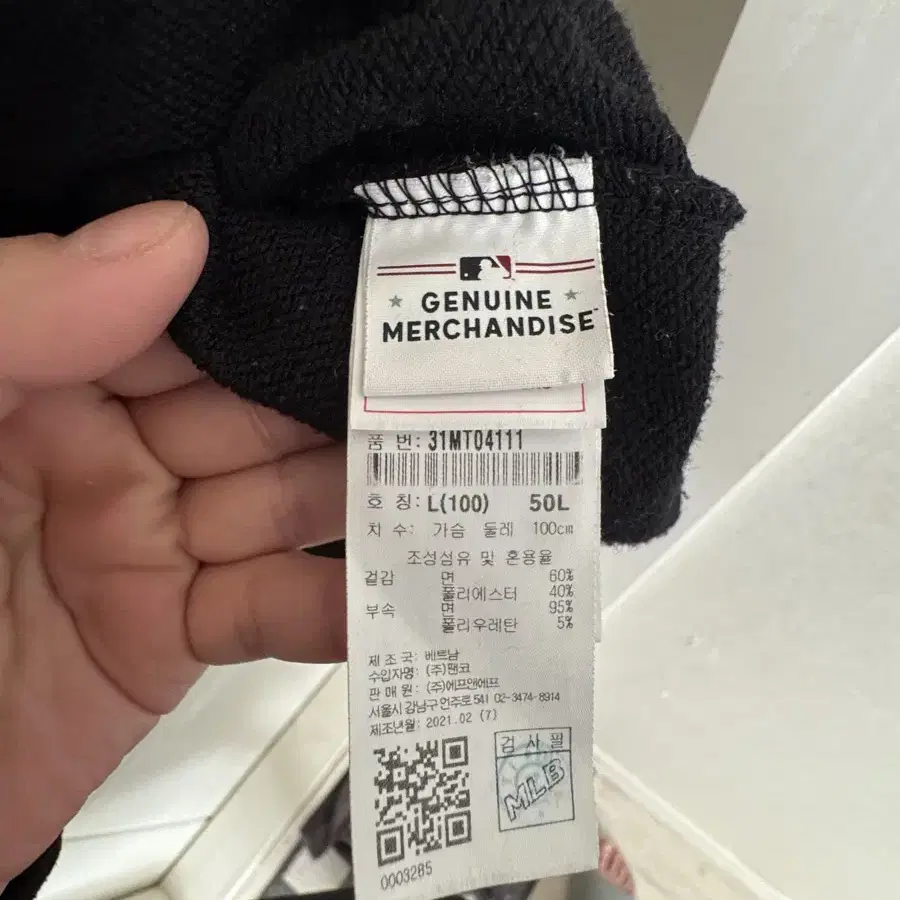 GENUINE
MERCHANDISE™
품 번: 31MT04111
호 칭: L(100) 50L
치 수: 가슴 둘레 100cm
조성섬유 및 혼용율
겉감 면 60%
폴리에스터 40%
부속 면 95%
폴리우레탄 5%
제 조 국: 베트남
수입자명: (주)팬코
판 매 원: (주)에프앤에프
서울시 강남구 언주로 541 02-3474-8914
제조년월: 2021.02 (7)
검 사 필
MLB
0003285